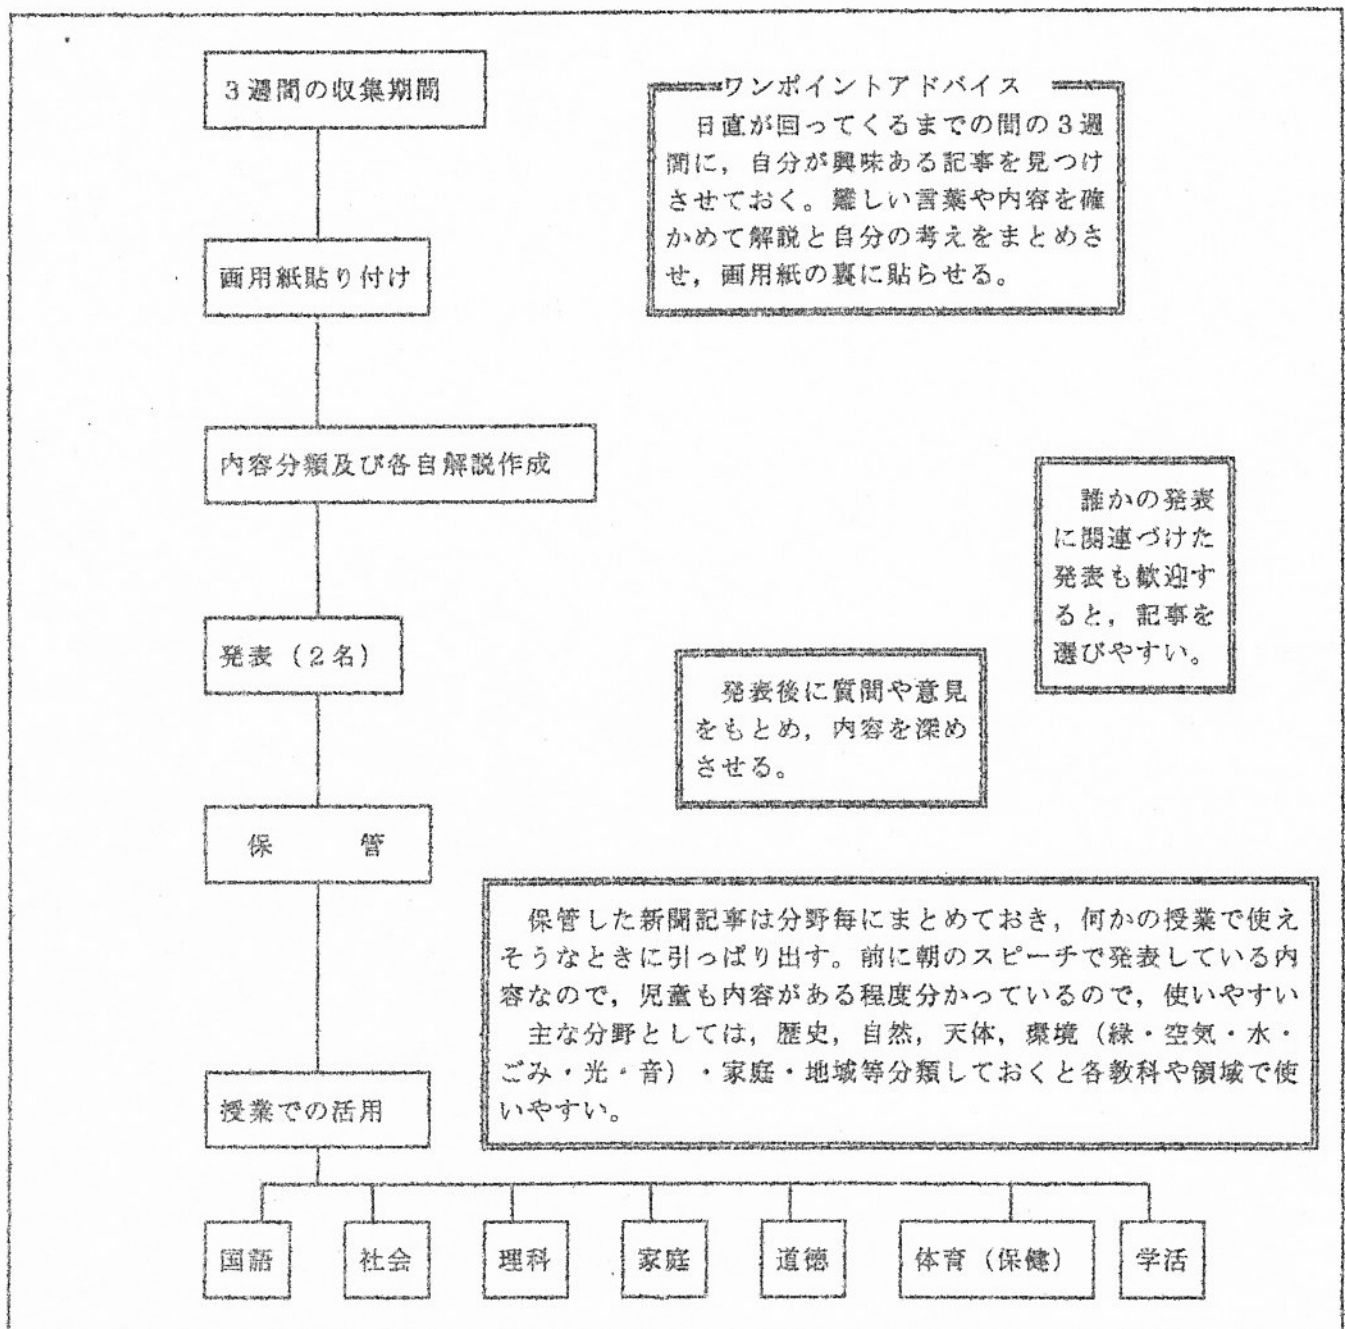 3週間の収集期間
ワンポイントアドバイス
日直が回ってくるまでの間の3週
間に,自分が興味ある記事を見つけ
させておく。難しい言葉や内容を確
かめて解説と自分の考えをまとめさ
せ,画用紙の裏に貼らせる。
画用紙貼り付け
内容分類及び各自解説作成
誰かの発表
に関連づけた
発表も歓迎す
ると,記事を
選びやすい。
発表(2名)
発表後に質問や意見
をもとめ,内容を深め
させる。
保 管
保管した新聞記事は分野毎にまとめておき,何かの授業で使え
そうなときに引っぱり出す。前に朝のスピーチで発表している内
容なので,児童も内容がある程度分かっているので,使いやすい
主な分野としては,歴史,自然,天体,環境(緑・空気・水・
ごみ・光・音)・家庭・地域等分類しておくと各教科や領域で使
いやすい。
授業での活用
国語 社会 理科 家庭 道徳 体育(保健) 学活